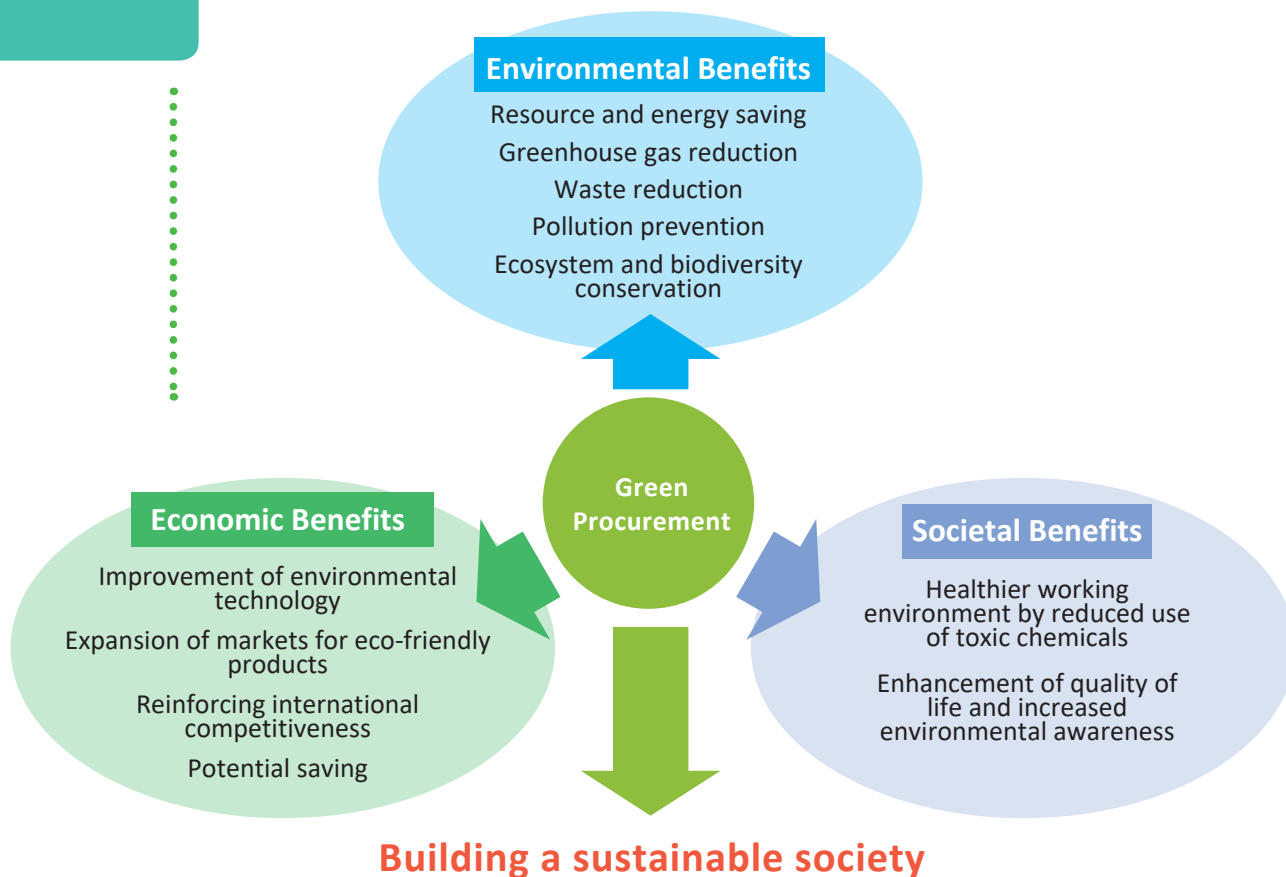 Environmental Benefits
Resource and energy saving
Greenhouse gas reduction
Waste reduction
Pollution prevention
Ecosystem and biodiversity
conservation
Green
Procurement
Economic Benefits
Improvement of environmental
technology
Expansion of markets for eco-friendly
products
Reinforcing international
competitiveness
Potential saving
Societal Benefits
Healthier working
environment by reduced use
of toxic chemicals
Enhancement of quality of
life and increased
environmental awareness
Building a sustainable society